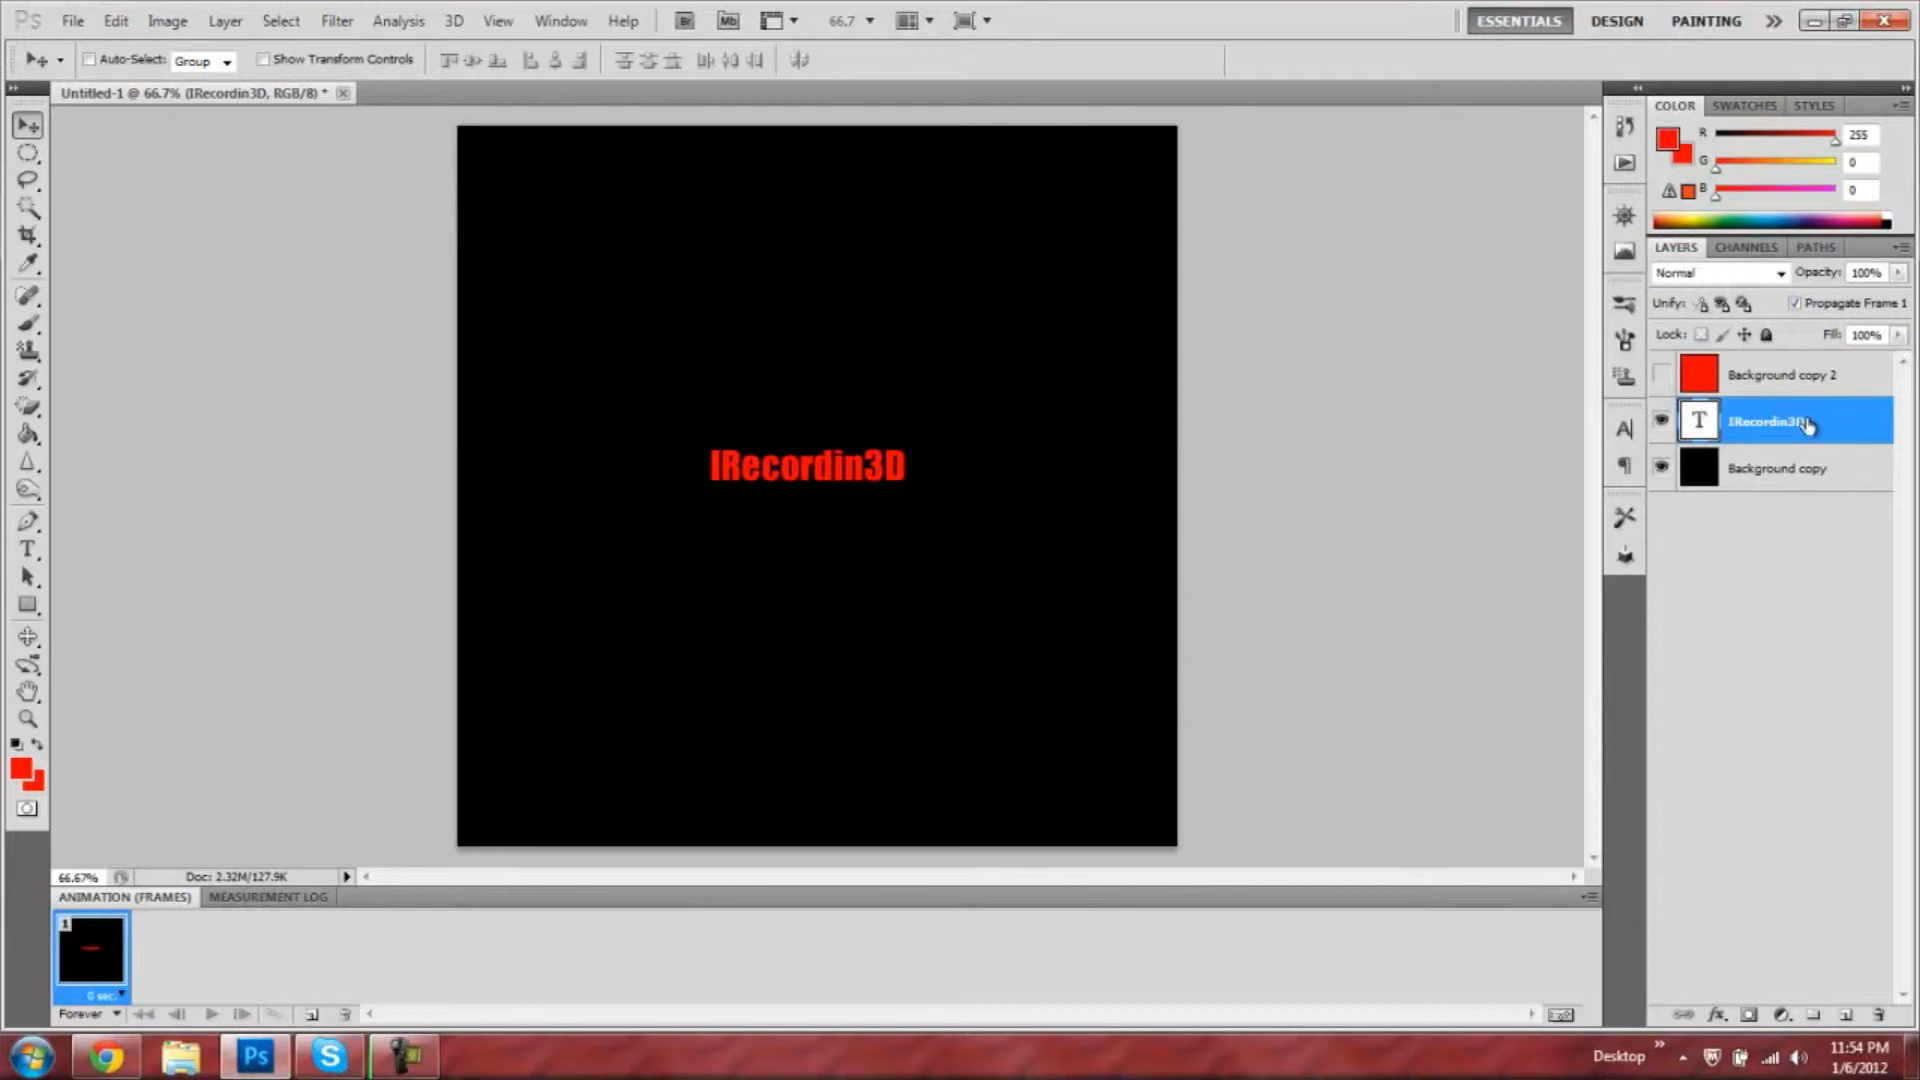 Ps File Edit Image Layer Select Filter Analysis 3D View Window Help Br Mb 66.7 ESSENTIALS DESIGN PAINTING
Auto-Select: Group Show Transform Controls
Untitled-1 @ 66.7% (IRecordin3D, RGB/8) *
COLOR SWATCHES STYLES
R 255
G 0
B 0
LAYERS CHANNELS PATHS
Normal Opacity: 100%
Unify: Propagate Frame 1
Lock: Fill: 100%
Background copy 2
T IRecordin3D
Background copy
IRecordin3D
66.67% Doc: 2.32M/127.9K
ANIMATION (FRAMES) MEASUREMENT LOG
1
0 sec.
Forever
Ps S Desktop 11:54 PM
1/6/2012